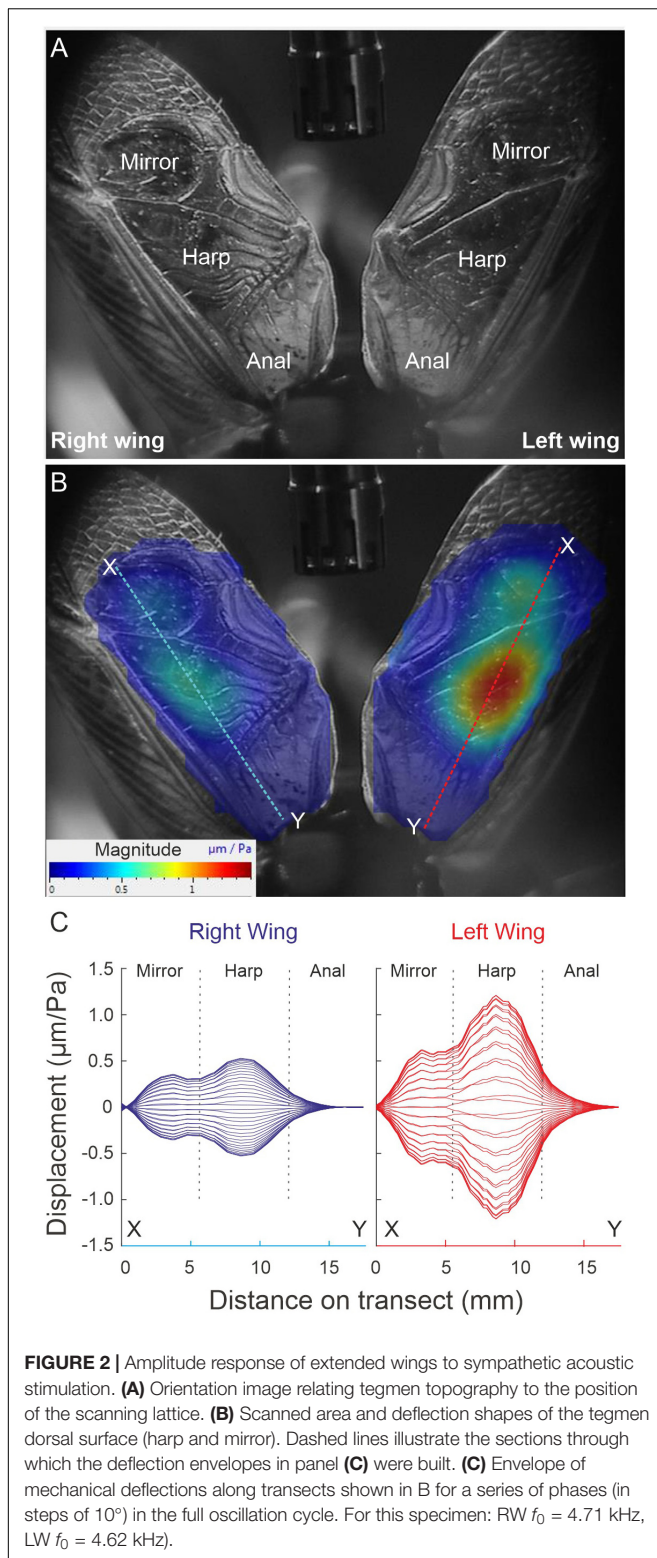 A
Mirror
Mirror
Harp
Harp
Anal
Anal
Right wing
Left wing
B
X
X
Y
Y
Magnitude μm / Pa
0 0.5 1
C
Right Wing
Left Wing
Mirror Harp Anal
Mirror Harp Anal
Displacement (μm/Pa)
1.5
1.0
0.5
0
-0.5
-1.0
-1.5
X Y
X Y
0 5 10 15
0 5 10 15
Distance on transect (mm)
FIGURE 2 | Amplitude response of extended wings to sympathetic acoustic
stimulation. (A) Orientation image relating tegmen topography to the position
of the scanning lattice. (B) Scanned area and deflection shapes of the tegmen
dorsal surface (harp and mirror). Dashed lines illustrate the sections through
which the deflection envelopes in panel (C) were built. (C) Envelope of
mechanical deflections along transects shown in B for a series of phases (in
steps of 10°) in the full oscillation cycle. For this specimen: RW f0 = 4.71 kHz,
LW f0 = 4.62 kHz).